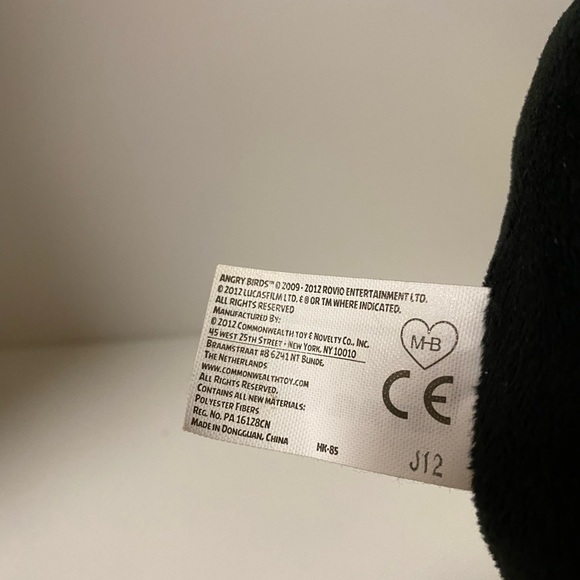 ANGRY BIRDS™ © 2009-2012 ROVIO ENTERTAINMENT LTD.
© 2012 LUCASFILM LTD. & ® OR TM WHERE INDICATED.
ALL RIGHTS RESERVED
MANUFACTURED BY:
© 2012 COMMONWEALTH TOY & NOVELTY CO., INC.
45 WEST 25TH STREET • NEW YORK, NY 10010
BRAAMSTRAAT #8 6241 NT BUNDE,
THE NETHERLANDS
WWW.COMMONWEALTHTOY.COM
ALL RIGHTS RESERVED.
CONTAINS ALL NEW MATERIALS:
POLYESTER FIBERS
REG. NO. PA 16128CN
MADE IN DONGGUAN, CHINA
HK-85
MHB
CE
J12